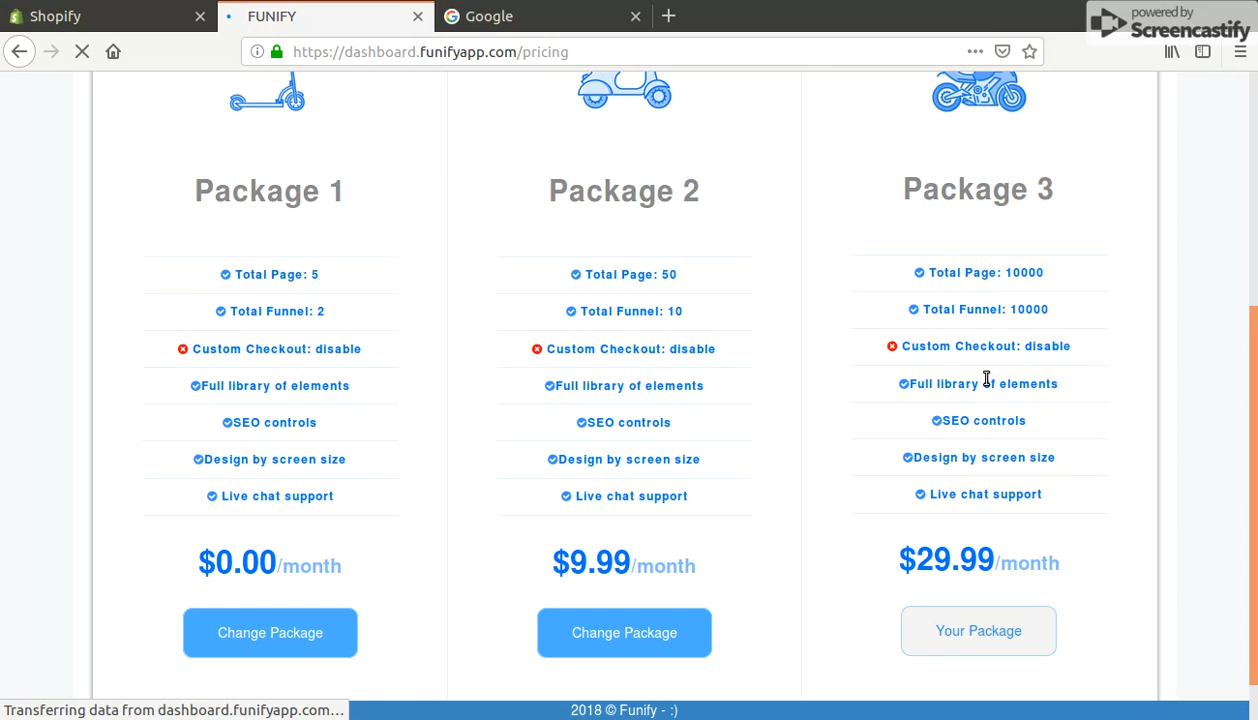 Shopify
FUNIFY
Google
powered by
Screencastify
https://dashboard.funifyapp.com/pricing
Package 1
Total Page: 5
Total Funnel: 2
Custom Checkout: disable
Full library of elements
SEO controls
Design by screen size
Live chat support
$0.00/month
Change Package
Package 2
Total Page: 50
Total Funnel: 10
Custom Checkout: disable
Full library of elements
SEO controls
Design by screen size
Live chat support
$9.99/month
Change Package
Package 3
Total Page: 10000
Total Funnel: 10000
Custom Checkout: disable
Full library of elements
SEO controls
Design by screen size
Live chat support
$29.99/month
Your Package
Transferring data from dashboard.funifyapp.com...
2018 © Funify - :)